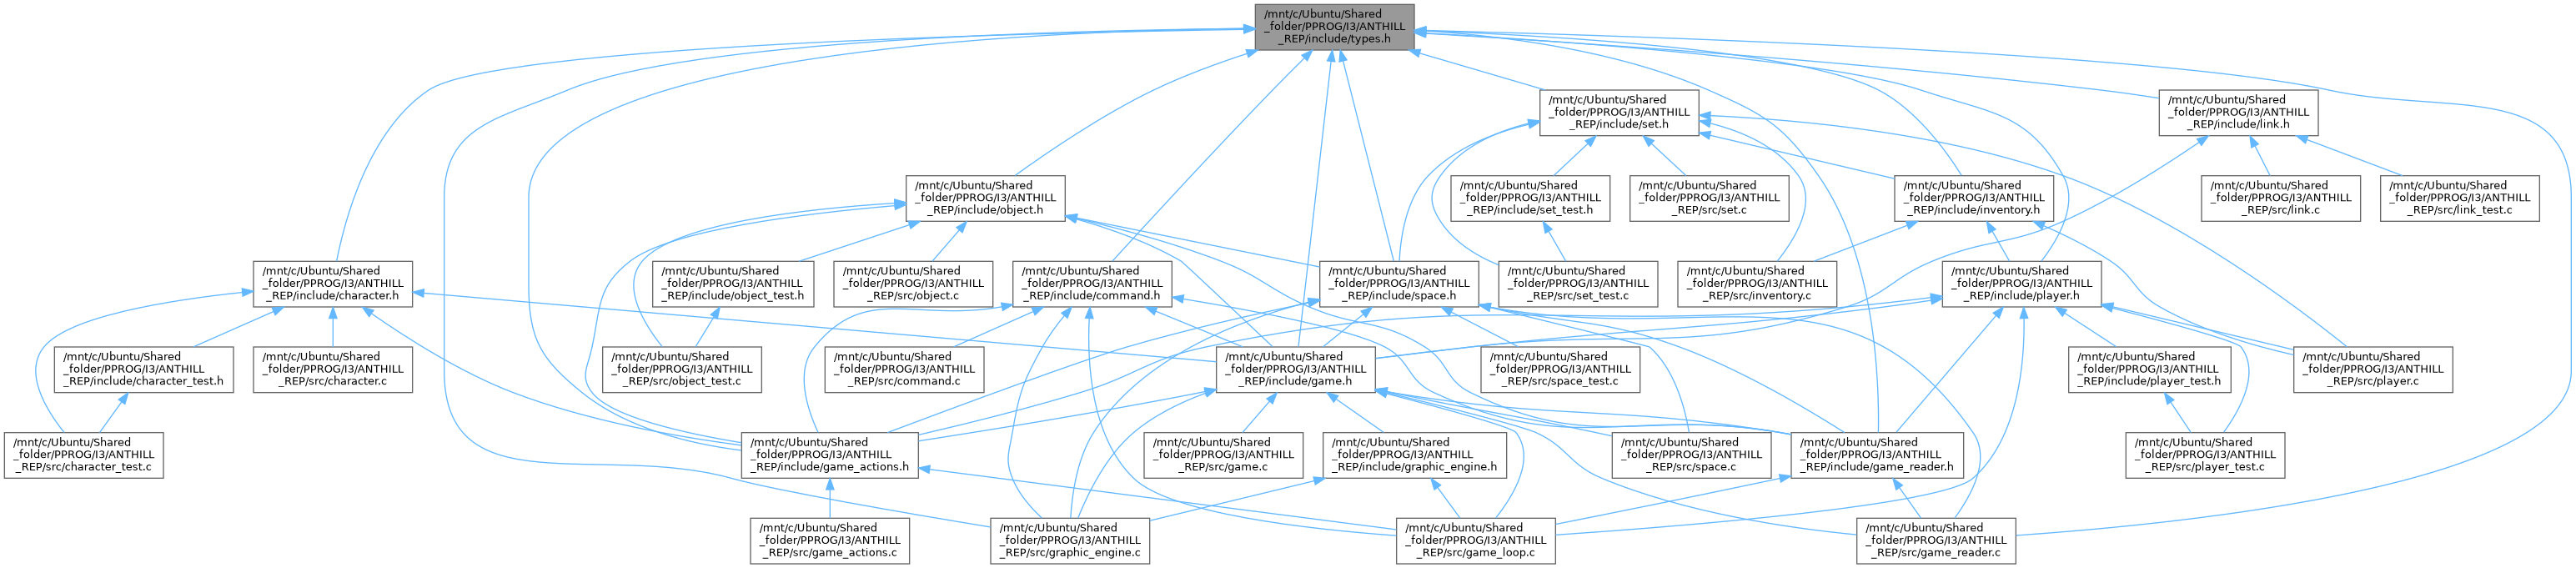 /mnt/c/Ubuntu/Shared
_folder/PPROG/I3/ANTHILL
_REP/include/types.h
/mnt/c/Ubuntu/Shared
_folder/PPROG/I3/ANTHILL
_REP/include/set.h
/mnt/c/Ubuntu/Shared
_folder/PPROG/I3/ANTHILL
_REP/include/link.h
/mnt/c/Ubuntu/Shared
_folder/PPROG/I3/ANTHILL
_REP/include/object.h
/mnt/c/Ubuntu/Shared
_folder/PPROG/I3/ANTHILL
_REP/include/set_test.h
/mnt/c/Ubuntu/Shared
_folder/PPROG/I3/ANTHILL
_REP/src/set.c
/mnt/c/Ubuntu/Shared
_folder/PPROG/I3/ANTHILL
_REP/include/inventory.h
/mnt/c/Ubuntu/Shared
_folder/PPROG/I3/ANTHILL
_REP/src/link.c
/mnt/c/Ubuntu/Shared
_folder/PPROG/I3/ANTHILL
_REP/src/link_test.c
/mnt/c/Ubuntu/Shared
_folder/PPROG/I3/ANTHILL
_REP/include/character.h
/mnt/c/Ubuntu/Shared
_folder/PPROG/I3/ANTHILL
_REP/include/object_test.h
/mnt/c/Ubuntu/Shared
_folder/PPROG/I3/ANTHILL
_REP/src/object.c
/mnt/c/Ubuntu/Shared
_folder/PPROG/I3/ANTHILL
_REP/include/command.h
/mnt/c/Ubuntu/Shared
_folder/PPROG/I3/ANTHILL
_REP/include/space.h
/mnt/c/Ubuntu/Shared
_folder/PPROG/I3/ANTHILL
_REP/src/set_test.c
/mnt/c/Ubuntu/Shared
_folder/PPROG/I3/ANTHILL
_REP/src/inventory.c
/mnt/c/Ubuntu/Shared
_folder/PPROG/I3/ANTHILL
_REP/include/player.h
/mnt/c/Ubuntu/Shared
_folder/PPROG/I3/ANTHILL
_REP/include/character_test.h
/mnt/c/Ubuntu/Shared
_folder/PPROG/I3/ANTHILL
_REP/src/character.c
/mnt/c/Ubuntu/Shared
_folder/PPROG/I3/ANTHILL
_REP/src/object_test.c
/mnt/c/Ubuntu/Shared
_folder/PPROG/I3/ANTHILL
_REP/src/command.c
/mnt/c/Ubuntu/Shared
_folder/PPROG/I3/ANTHILL
_REP/include/game.h
/mnt/c/Ubuntu/Shared
_folder/PPROG/I3/ANTHILL
_REP/src/space_test.c
/mnt/c/Ubuntu/Shared
_folder/PPROG/I3/ANTHILL
_REP/include/player_test.h
/mnt/c/Ubuntu/Shared
_folder/PPROG/I3/ANTHILL
_REP/src/player.c
/mnt/c/Ubuntu/Shared
_folder/PPROG/I3/ANTHILL
_REP/src/character_test.c
/mnt/c/Ubuntu/Shared
_folder/PPROG/I3/ANTHILL
_REP/include/game_actions.h
/mnt/c/Ubuntu/Shared
_folder/PPROG/I3/ANTHILL
_REP/src/game.c
/mnt/c/Ubuntu/Shared
_folder/PPROG/I3/ANTHILL
_REP/include/graphic_engine.h
/mnt/c/Ubuntu/Shared
_folder/PPROG/I3/ANTHILL
_REP/src/space.c
/mnt/c/Ubuntu/Shared
_folder/PPROG/I3/ANTHILL
_REP/include/game_reader.h
/mnt/c/Ubuntu/Shared
_folder/PPROG/I3/ANTHILL
_REP/src/player_test.c
/mnt/c/Ubuntu/Shared
_folder/PPROG/I3/ANTHILL
_REP/src/game_actions.c
/mnt/c/Ubuntu/Shared
_folder/PPROG/I3/ANTHILL
_REP/src/graphic_engine.c
/mnt/c/Ubuntu/Shared
_folder/PPROG/I3/ANTHILL
_REP/src/game_loop.c
/mnt/c/Ubuntu/Shared
_folder/PPROG/I3/ANTHILL
_REP/src/game_reader.c